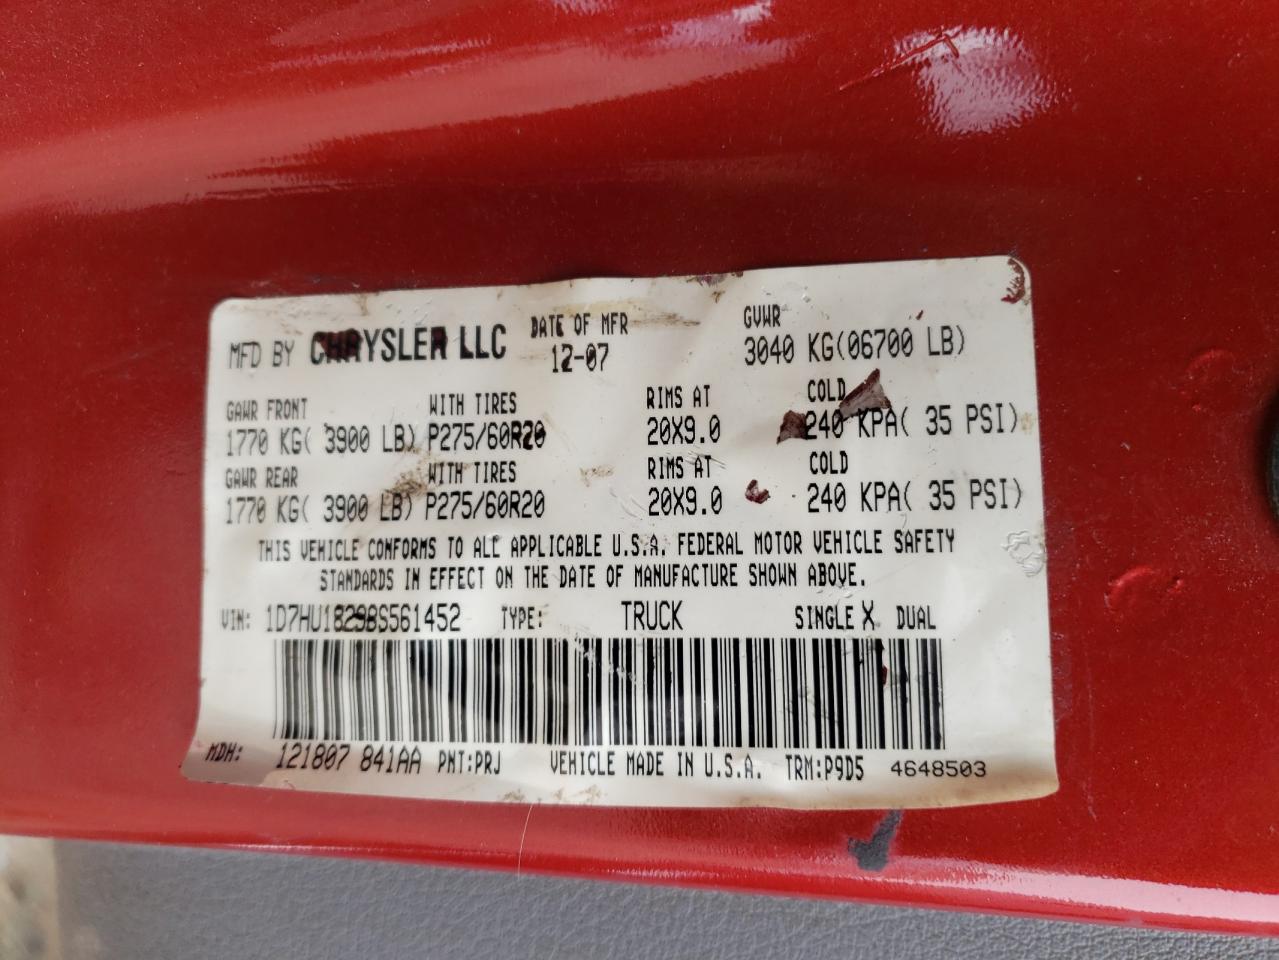 MFD BY CHRYSLER LLC DATE OF MFR 12-07 GVWR 3040 KG(06700 LB)
GAWR FRONT WITH TIRES RIMS AT COLD
1770 KG( 3900 LB) P275/60R20 20X9.0 240 KPA( 35 PSI)
GAWR REAR WITH TIRES RIMS AT COLD
1770 KG( 3900 LB) P275/60R20 20X9.0 240 KPA( 35 PSI)
THIS VEHICLE CONFORMS TO ALL APPLICABLE U.S.A. FEDERAL MOTOR VEHICLE SAFETY
STANDARDS IN EFFECT ON THE DATE OF MANUFACTURE SHOWN ABOVE.
VIN: 1D7HU18298S561452 TYPE: TRUCK SINGLE X DUAL
MDH: 121807 841AA PNT:PRJ VEHICLE MADE IN U.S.A. TRM:P9D5 4648503